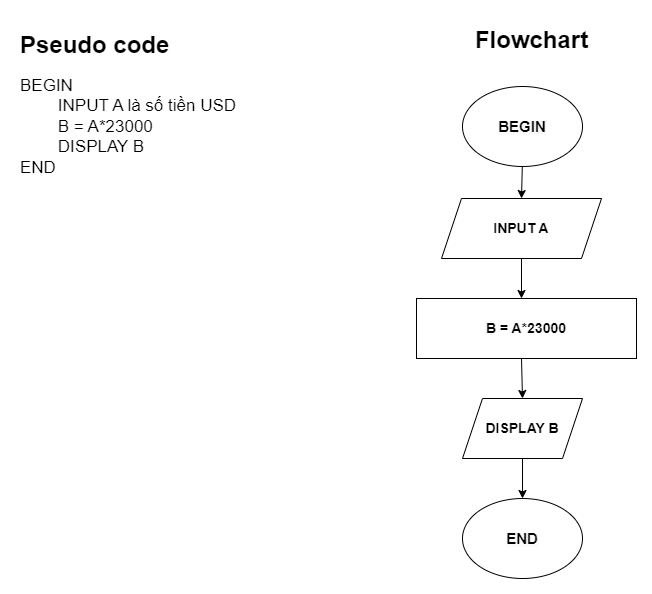 Pseudo code
BEGIN
INPUT A là số tiền USD
B = A*23000
DISPLAY B
END
Flowchart
BEGIN
INPUT A
B = A*23000
DISPLAY B
END